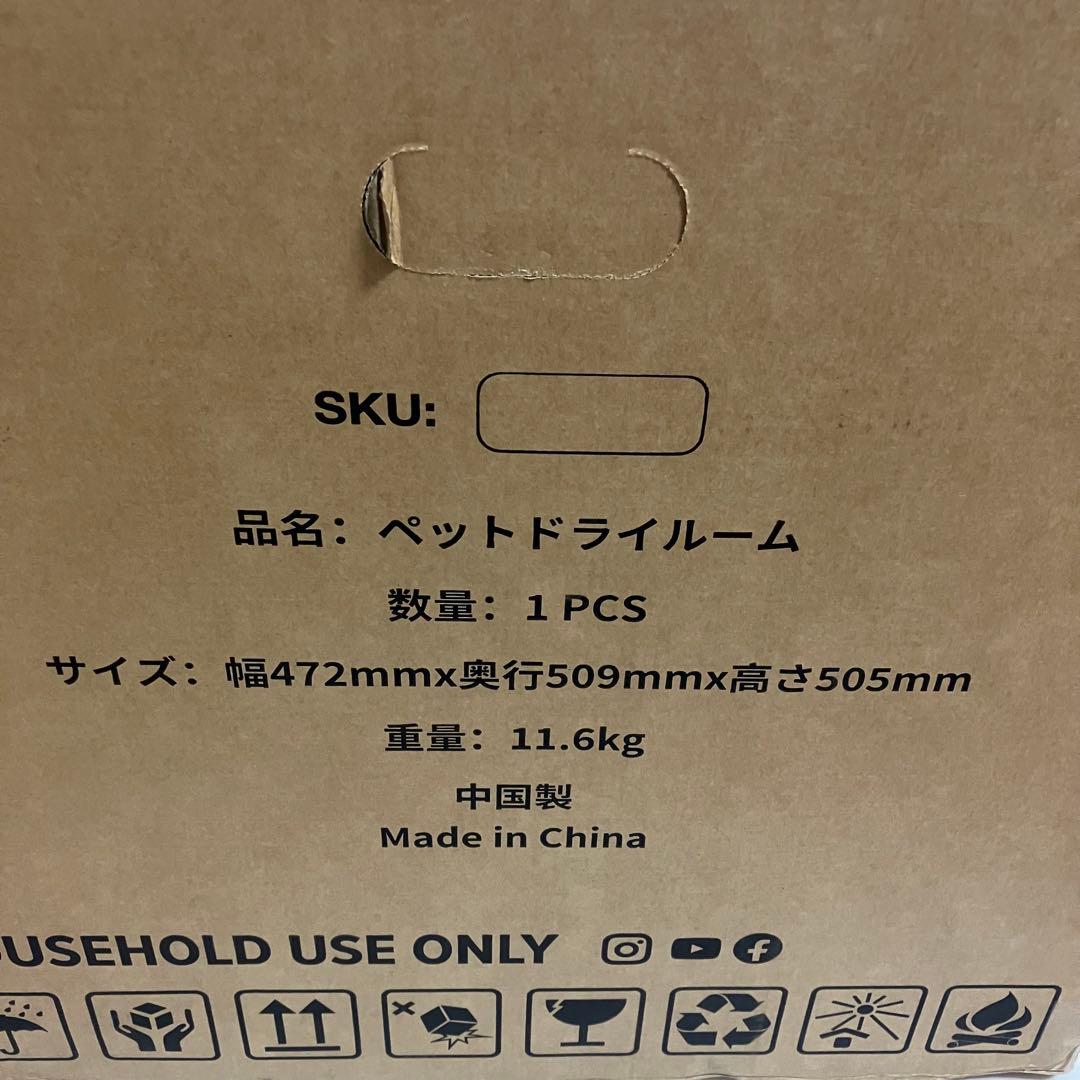 SKU:
品名：ペットドライルーム
数量：1 PCS
サイズ：幅472mmx奥行509mmx高さ505mm
重量：11.6kg
中国製
Made in China
USEHOLD USE ONLY